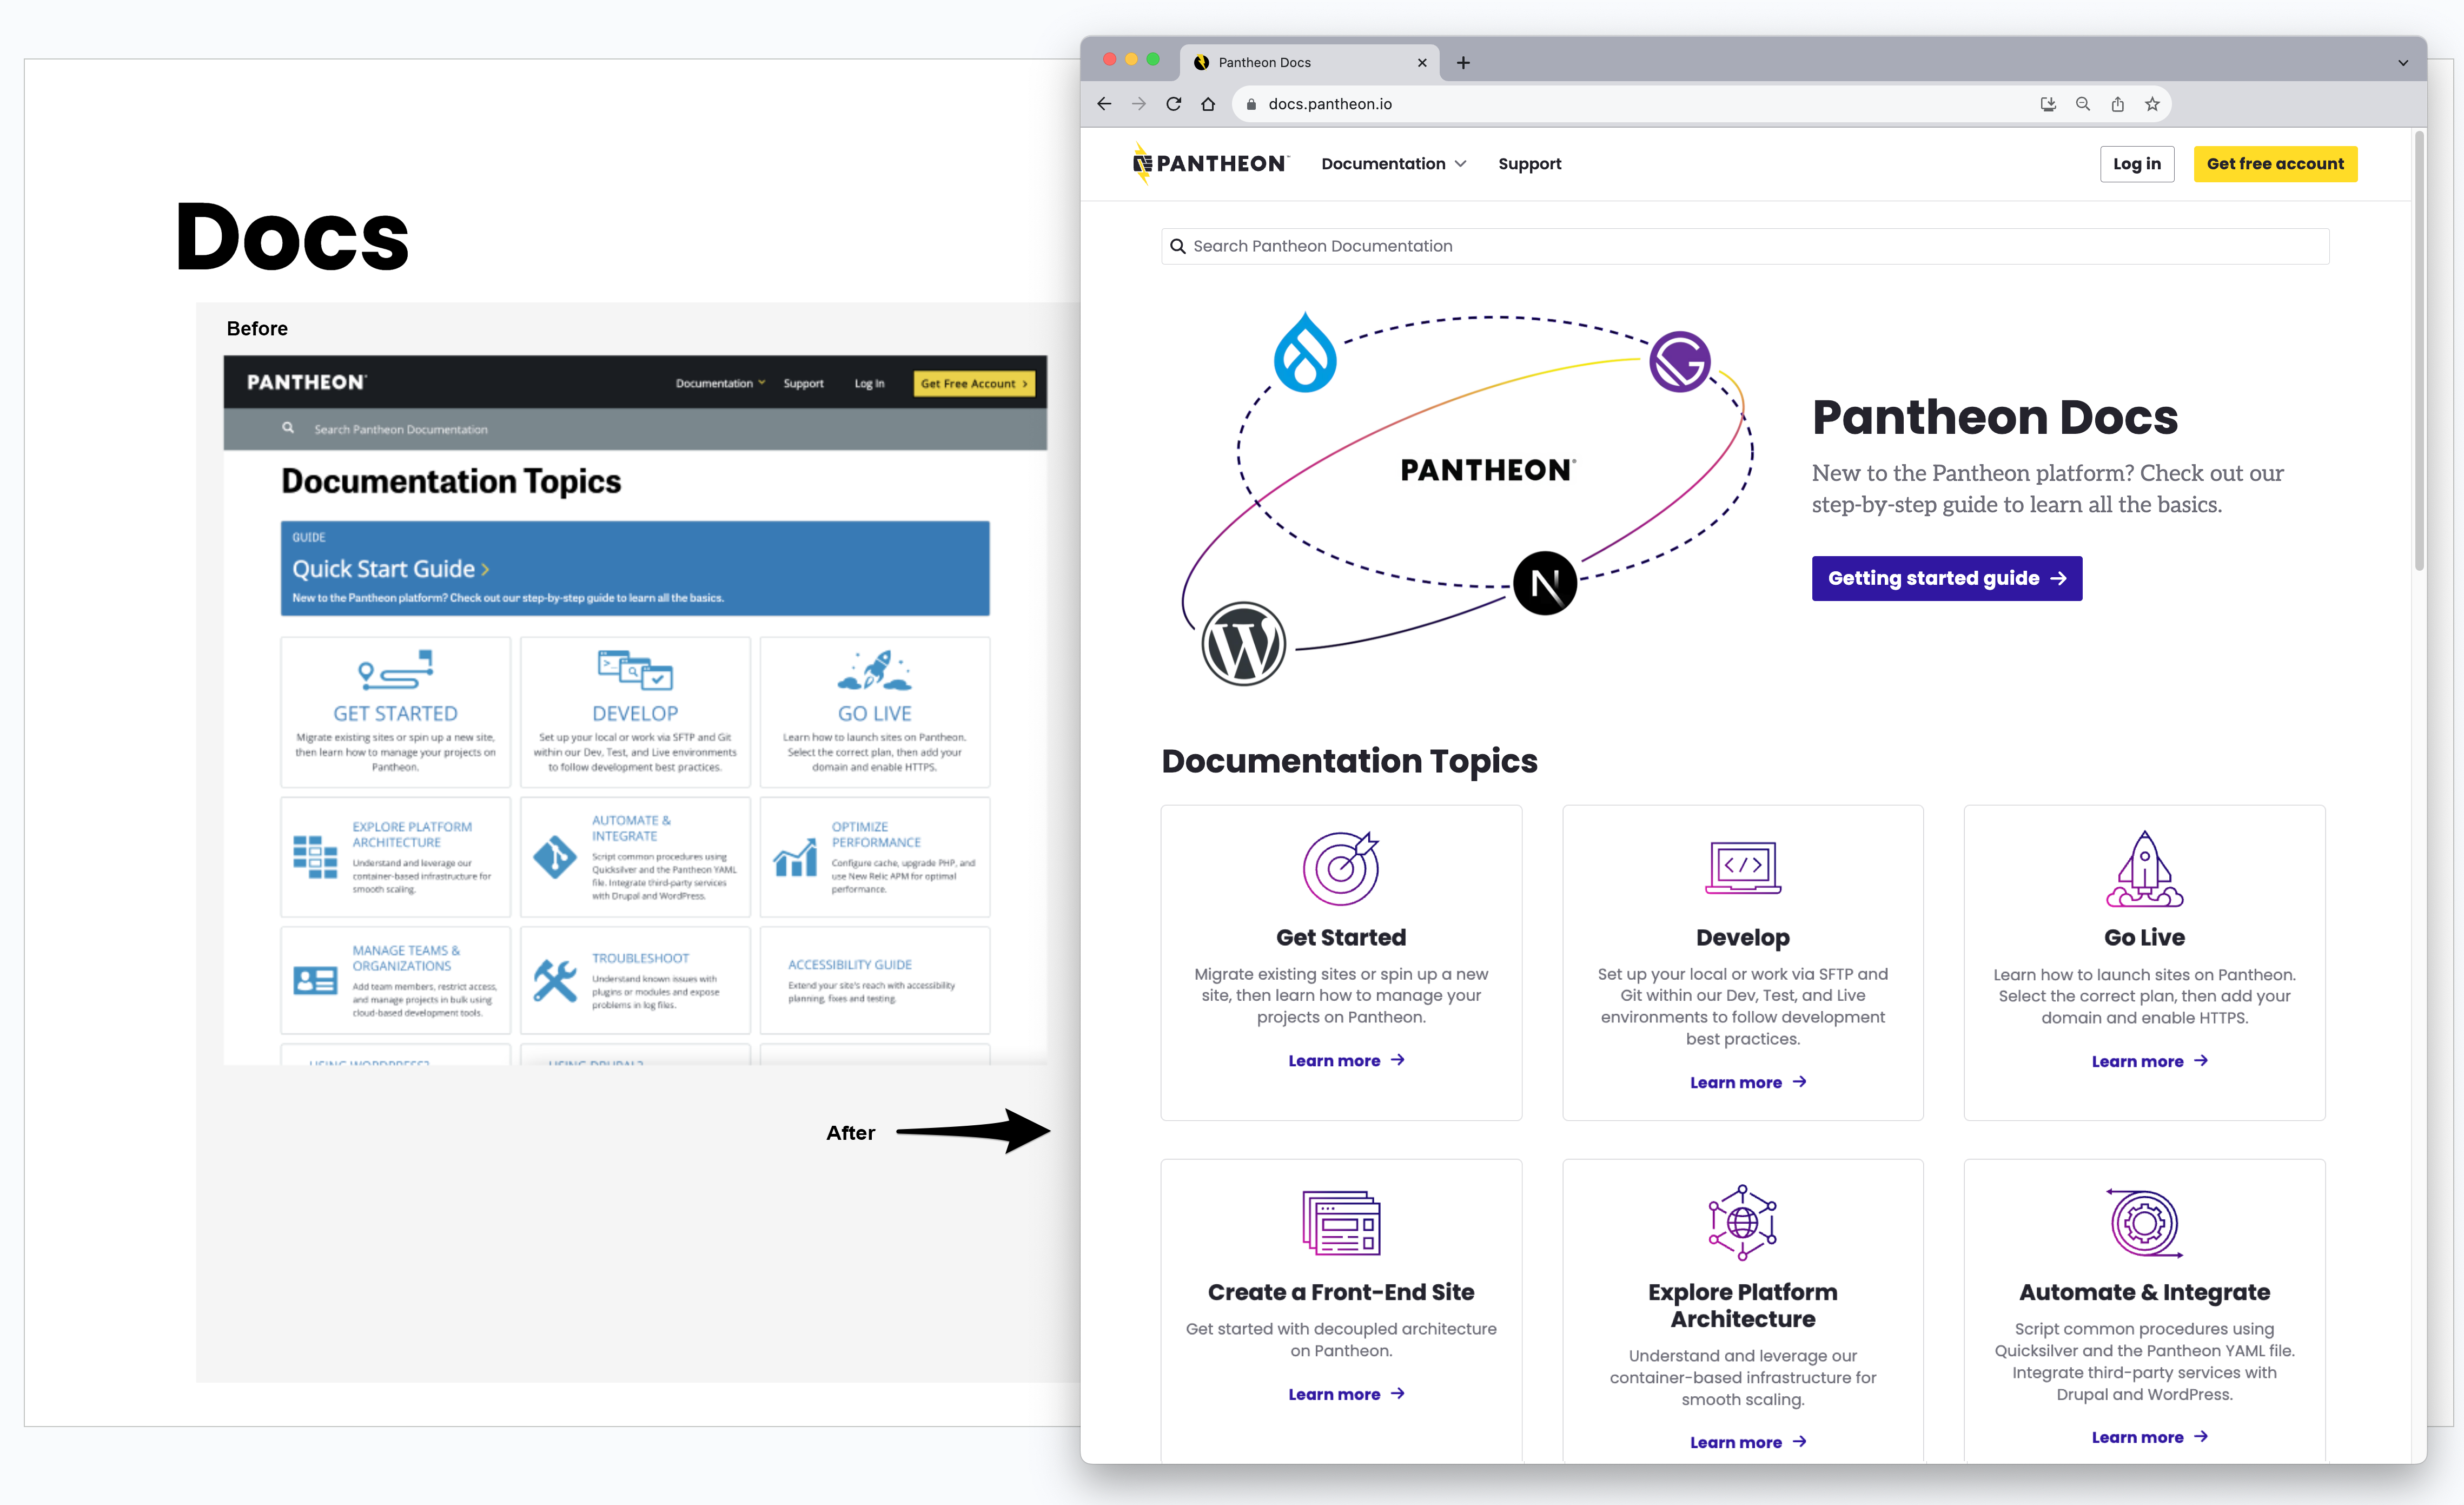 Docs
Before
PANTHEON
Documentation
Support
Log In
Get Free Account
Search Pantheon Documentation
Documentation Topics
GUIDE
Quick Start Guide
New to the Pantheon platform? Check out our step-by-step guide to learn all the basics.
GET STARTED
Migrate existing sites or spin up a new site,
then learn how to manage your projects on
Pantheon.
DEVELOP
Set up your local or work via SFTP and Git
within our Dev, Test, and Live environments
to follow development best practices.
GO LIVE
Learn how to launch sites on Pantheon.
Select the correct plan, then add your
domain and enable HTTPS.
EXPLORE PLATFORM
ARCHITECTURE
Understand and leverage our
container-based infrastructure for
smooth scaling.
AUTOMATE &
INTEGRATE
Script common procedures using
Quicksilver and the Pantheon YAML
file. Integrate third-party services
with Drupal and WordPress.
OPTIMIZE
PERFORMANCE
Configure cache, upgrade PHP, and
use New Relic APM for optimal
performance.
MANAGE TEAMS &
ORGANIZATIONS
Add team members, restrict access,
and manage projects in bulk using
cloud-based development tools.
TROUBLESHOOT
Understand known issues with
plugins or modules and expose
problems in log files.
ACCESSIBILITY GUIDE
Extend your site's reach with accessibility
planning, fixes and testing.
After
Pantheon Docs
docs.pantheon.io
PANTHEON
Documentation
Support
Log in
Get free account
Search Pantheon Documentation
PANTHEON
Pantheon Docs
New to the Pantheon platform? Check out our
step-by-step guide to learn all the basics.
Getting started guide →
Documentation Topics
Get Started
Migrate existing sites or spin up a new
site, then learn how to manage your
projects on Pantheon.
Learn more →
Develop
Set up your local or work via SFTP and
Git within our Dev, Test, and Live
environments to follow development
best practices.
Learn more →
Go Live
Learn how to launch sites on Pantheon.
Select the correct plan, then add your
domain and enable HTTPS.
Learn more →
Create a Front-End Site
Get started with decoupled architecture
on Pantheon.
Learn more →
Explore Platform
Architecture
Understand and leverage our
container-based infrastructure for
smooth scaling.
Learn more →
Automate & Integrate
Script common procedures using
Quicksilver and the Pantheon YAML file.
Integrate third-party services with
Drupal and WordPress.
Learn more →